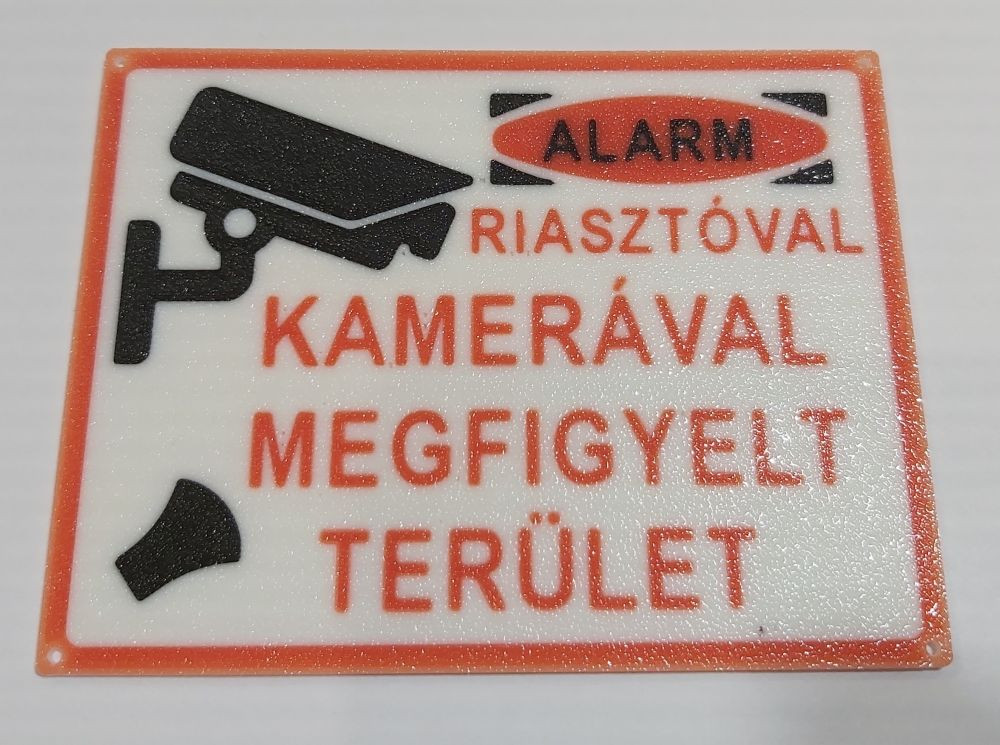 ALARM
RIASZTÓVAL
KAMERÁVAL
MEGFIGYELT
TERÜLET